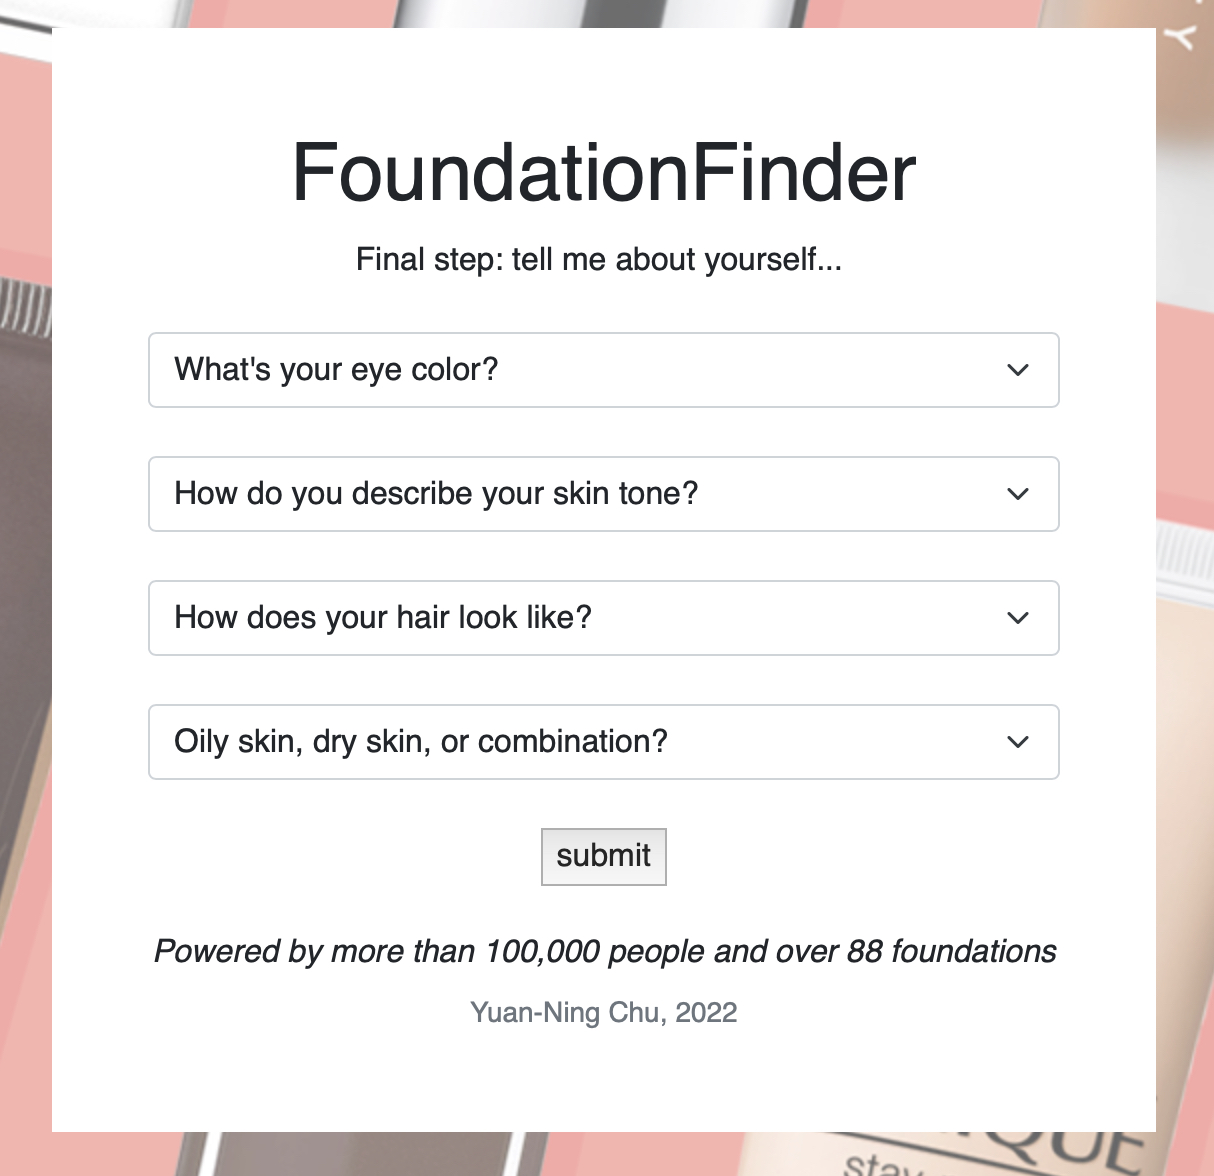 FoundationFinder
Final step: tell me about yourself...
What's your eye color?
How do you describe your skin tone?
How does your hair look like?
Oily skin, dry skin, or combination?
submit
Powered by more than 100,000 people and over 88 foundations
Yuan-Ning Chu, 2022